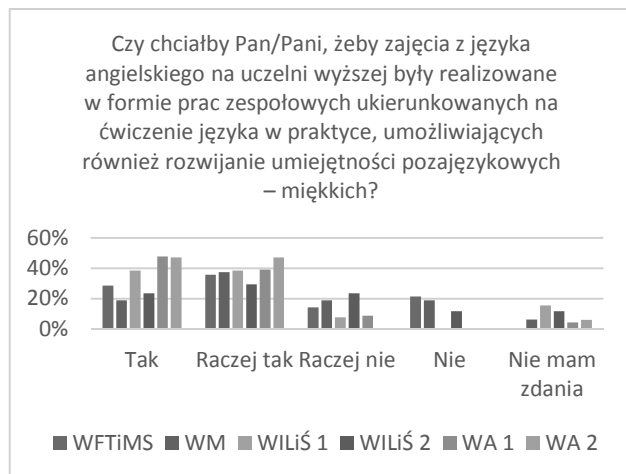 Czy chciałby Pan/Pani, żeby zajęcia z języka
angielskiego na uczelni wyższej były realizowane
w formie prac zespołowych ukierunkowanych na
ćwiczenie języka w praktyce, umożliwiających
również rozwijanie umiejętności pozajęzykowych
– miękkich?
60%
40%
20%
0%
Tak Raczej tak Raczej nie Nie Nie mam
zdania
WFTiMS WM WILiŚ 1 WILiŚ 2 WA 1 WA 2